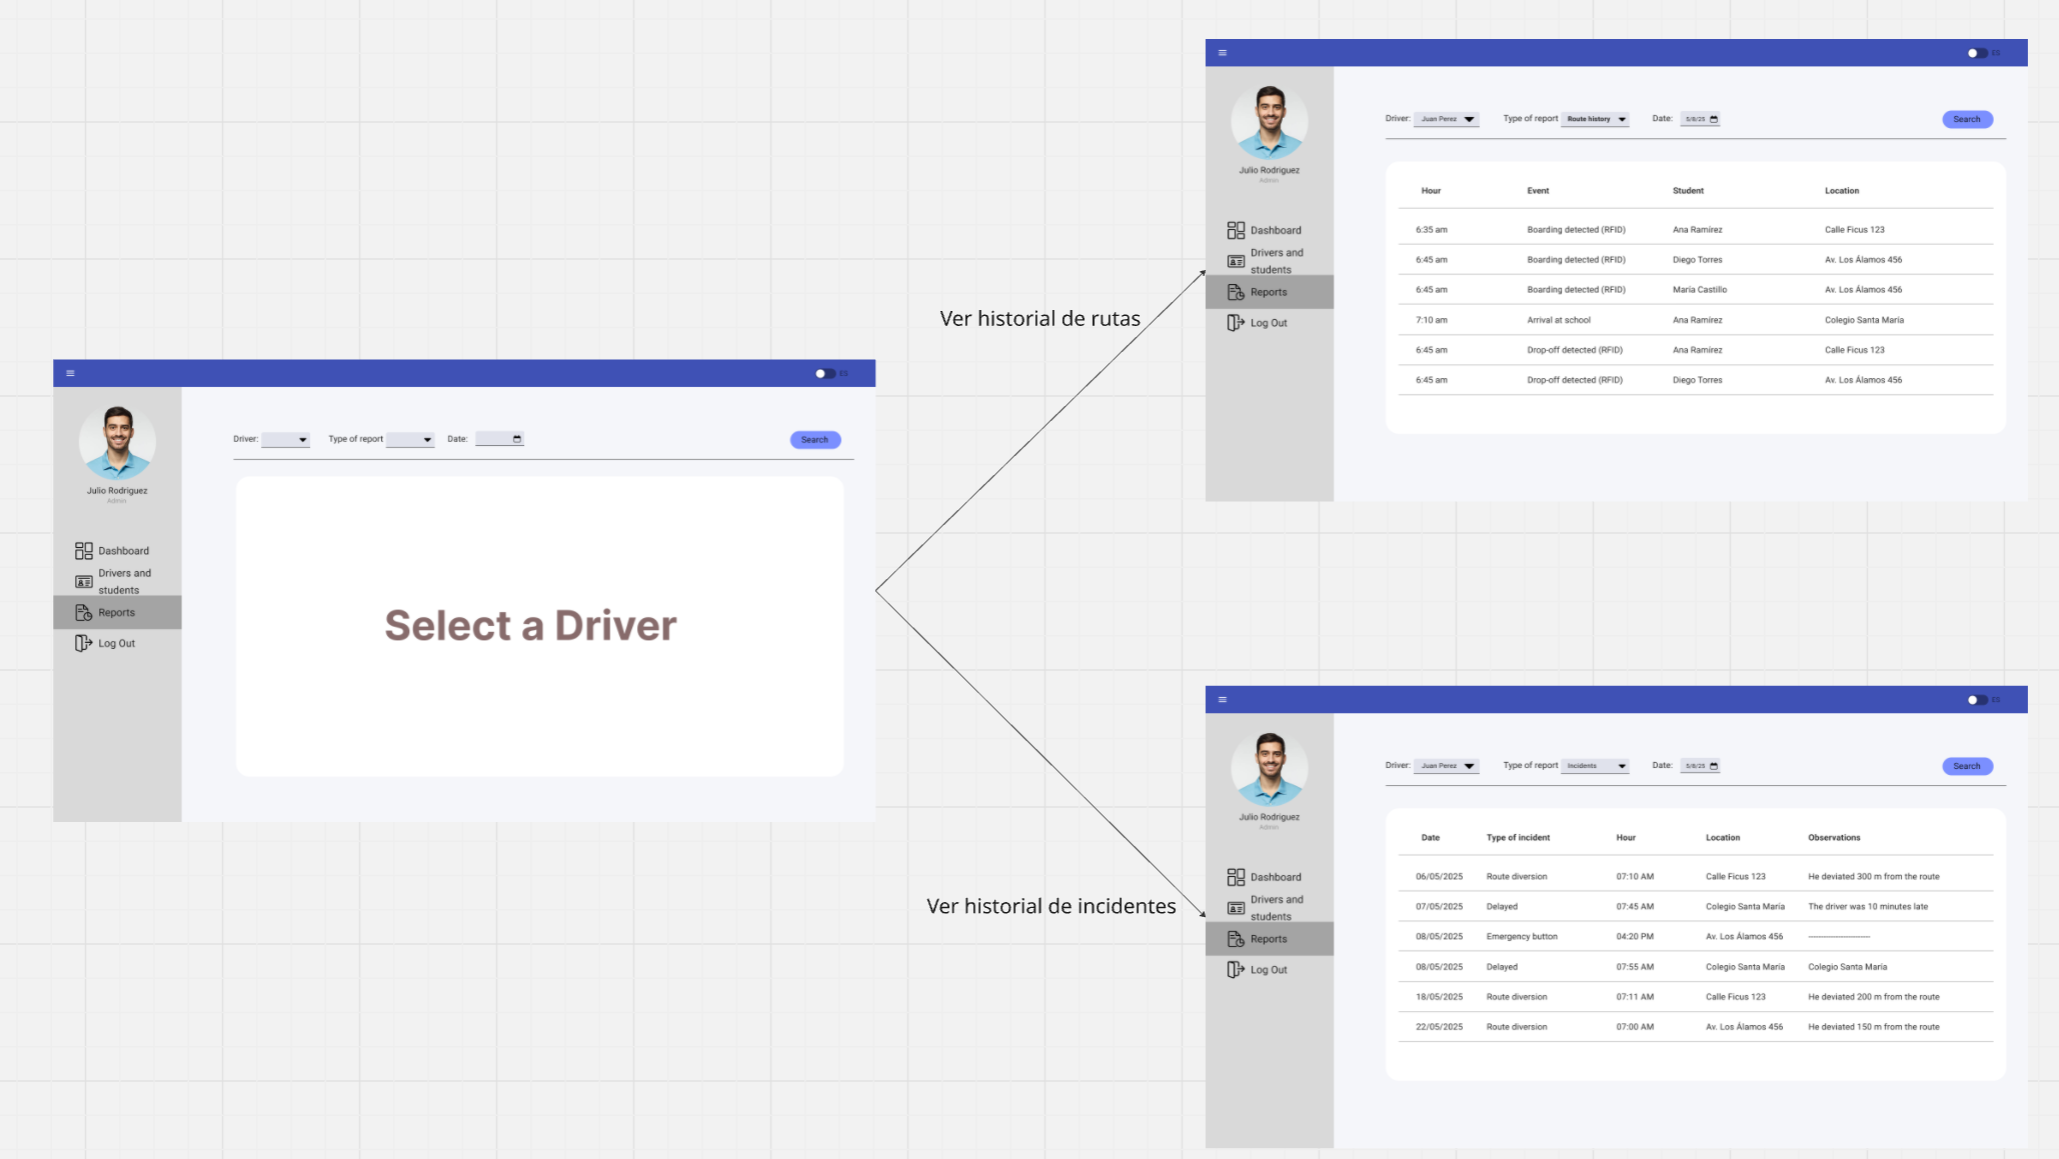 ES
Julio Rodriguez
Admin
Dashboard
Drivers and
students
Reports
Log Out
Driver: Type of report Date: Search
Select a Driver
Ver historial de rutas
Ver historial de incidentes
ES
Julio Rodriguez
Admin
Dashboard
Drivers and
students
Reports
Log Out
Driver: Juan Perez Type of report Route history Date: 5/8/25 Search
Hour Event Student Location
6:35 am Boarding detected (RFID) Ana Ramírez Calle Ficus 123
6:45 am Boarding detected (RFID) Diego Torres Av. Los Álamos 456
6:45 am Boarding detected (RFID) María Castillo Av. Los Álamos 456
7:10 am Arrival at school Ana Ramírez Colegio Santa María
6:45 am Drop-off detected (RFID) Ana Ramírez Calle Ficus 123
6:45 am Drop-off detected (RFID) Diego Torres Av. Los Álamos 456
ES
Julio Rodriguez
Admin
Dashboard
Drivers and
students
Reports
Log Out
Driver: Juan Perez Type of report Incidents Date: 5/8/25 Search
Date Type of incident Hour Location Observations
06/05/2025 Route diversion 07:10 AM Calle Ficus 123 He deviated 300 m from the route
07/05/2025 Delayed 07:45 AM Colegio Santa María The driver was 10 minutes late
08/05/2025 Emergency button 04:20 PM Av. Los Álamos 456 --------------------
08/05/2025 Delayed 07:55 AM Colegio Santa María Colegio Santa María
18/05/2025 Route diversion 07:11 AM Calle Ficus 123 He deviated 200 m from the route
22/05/2025 Route diversion 07:00 AM Av. Los Álamos 456 He deviated 150 m from the route